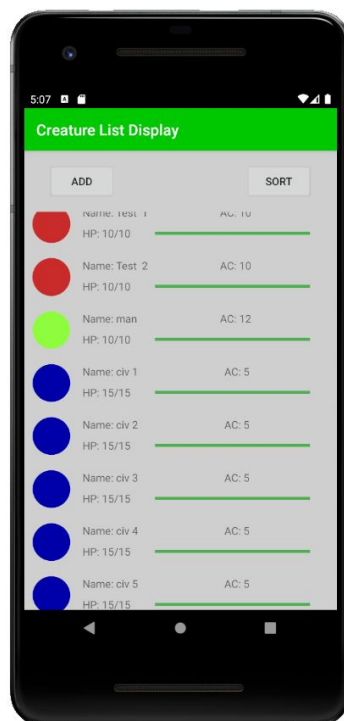 5:07
Creature List Display
ADD SORT
Name: Test 1 AC: 10
HP: 10/10
Name: Test 2 AC: 10
HP: 10/10
Name: man AC: 12
HP: 10/10
Name: civ 1 AC: 5
HP: 15/15
Name: civ 2 AC: 5
HP: 15/15
Name: civ 3 AC: 5
HP: 15/15
Name: civ 4 AC: 5
HP: 15/15
Name: civ 5 AC: 5
HP: 15/15